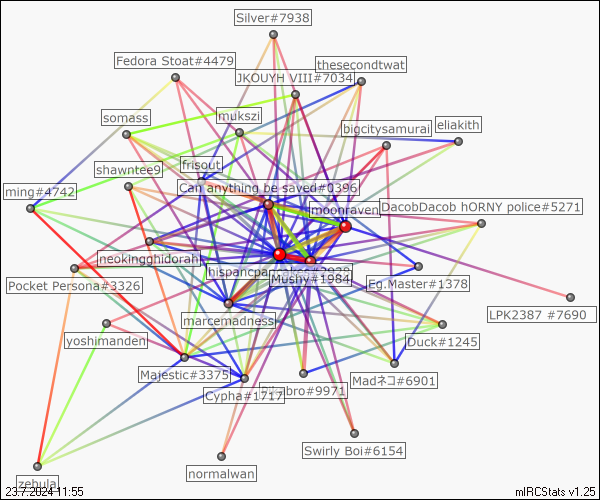 Silver#7938
Fedora Stoat#4479
thesecondtwat
JKOUYH VIII#7034
somass
mukszi
bigcitysamurai
eliakith
shawntee9
frisout
ming#4742
Can anything be saved#0396
moonraven
DacobDacob hORNY police#5271
neokingghidorah
hispancpa
Mushy#1984
Pocket Persona#3326
Eg.Master#1378
LPK2387 #7690
marcemadness
yoshimanden
Duck#1245
Majestic#3375
Cypha#1717
bro#9971
Madネコ#6901
Swirly Boi#6154
normalwan
zebula
23.7.2024 11:55
mIRCStats v1.25